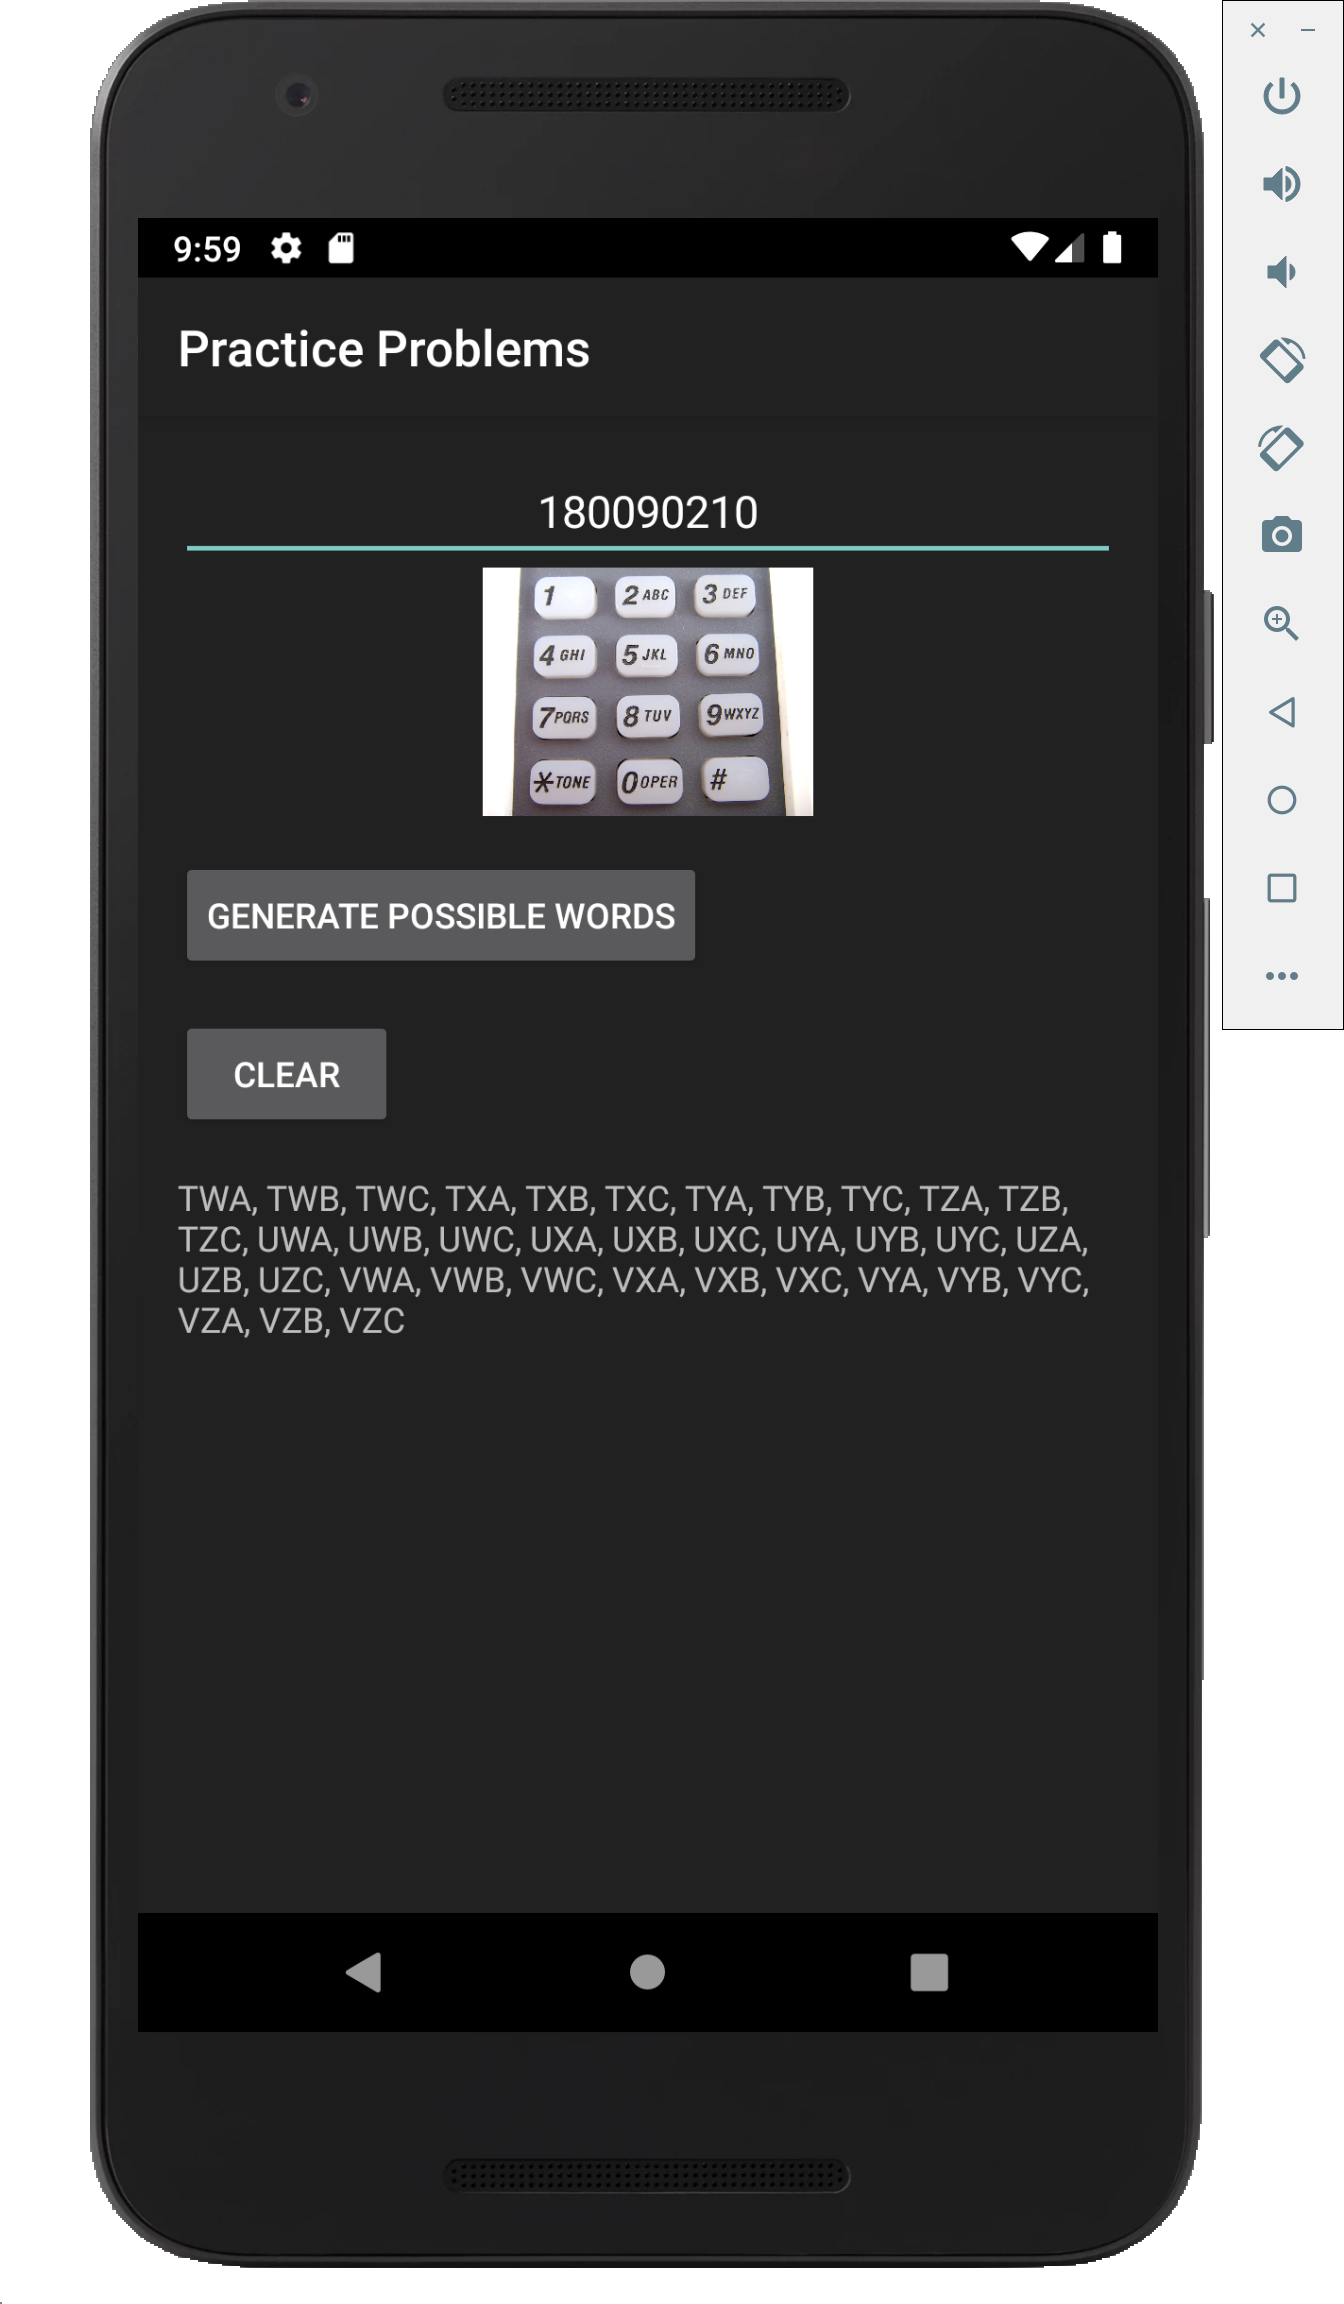 9:59
Practice Problems
180090210
1 2 ABC 3 DEF
4 GHI 5 JKL 6 MNO
7 PQRS 8 TUV 9 WXYZ
* TONE 0 OPER #
GENERATE POSSIBLE WORDS
CLEAR
TWA, TWB, TWC, TXA, TXB, TXC, TYA, TYB, TYC, TZA, TZB,
TZC, UWA, UWB, UWC, UXA, UXB, UXC, UYA, UYB, UYC, UZA,
UZB, UZC, VWA, VWB, VWC, VXA, VXB, VXC, VYA, VYB, VYC,
VZA, VZB, VZC